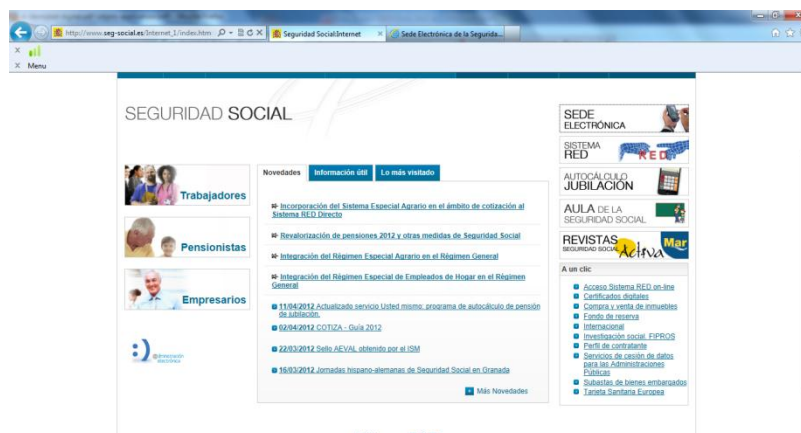 http://www.seg-social.es/Internet_1/index.htm
Seguridad Social:Internet
Sede Electrónica de la Segurida...
Menu
SEGURIDAD SOCIAL
Trabajadores
Pensionistas
Empresarios
Novedades
Información útil
Lo más visitado
Incorporación del Sistema Especial Agrario en el ámbito de cotización al
Sistema RED Directo
Revalorización de pensiones 2012 y otras medidas de Seguridad Social
Integración del Régimen Especial Agrario en el Régimen General
Integración del Régimen Especial de Empleados de Hogar en el Régimen
General
11/04/2012 Actualizado servicio Usted mismo: programa de autocálculo de pensión
de jubilación.
02/04/2012 COTIZA - Guía 2012
22/03/2012 Sello AEVAL obtenido por el ISM
16/03/2012 Jornadas hispano-alemanas de Seguridad Social en Granada
Más Novedades
SEDE
ELECTRÓNICA
SISTEMA
RED
RED
AUTOCÁLCULO
JUBILACIÓN
AULA DE LA
SEGURIDAD SOCIAL
REVISTAS
SEGURIDAD SOCIAL
Activa
Mar
A un clic
Acceso Sistema RED on-line
Certificados digitales
Compra y venta de inmuebles
Fondo de reserva
Internacional
Investigación social. FIPROS
Perfil de contratante
Servicios de cesión de datos
para las Administraciones
Públicas
Subastas de bienes embargados
Tarjeta Sanitaria Europea